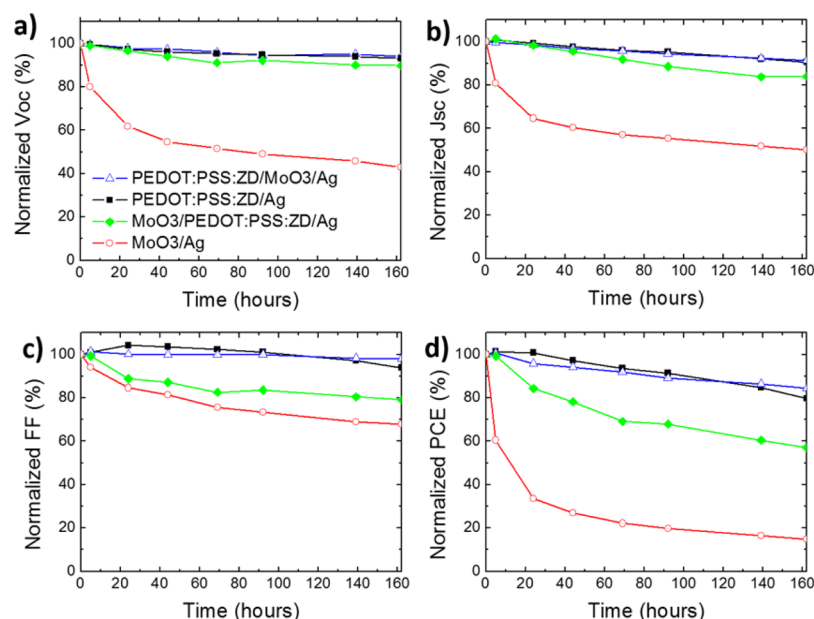 a)
Normalized Voc (%)
100
80
60
40
20
0
PEDOT:PSS:ZD/MoO3/Ag
PEDOT:PSS:ZD/Ag
MoO3/PEDOT:PSS:ZD/Ag
MoO3/Ag
0 20 40 60 80 100 120 140 160
Time (hours)
b)
Normalized Jsc (%)
100
80
60
40
20
0
0 20 40 60 80 100 120 140 160
Time (hours)
c)
Normalized FF (%)
100
80
60
40
20
0
0 20 40 60 80 100 120 140 160
Time (hours)
d)
Normalized PCE (%)
100
80
60
40
20
0
0 20 40 60 80 100 120 140 160
Time (hours)